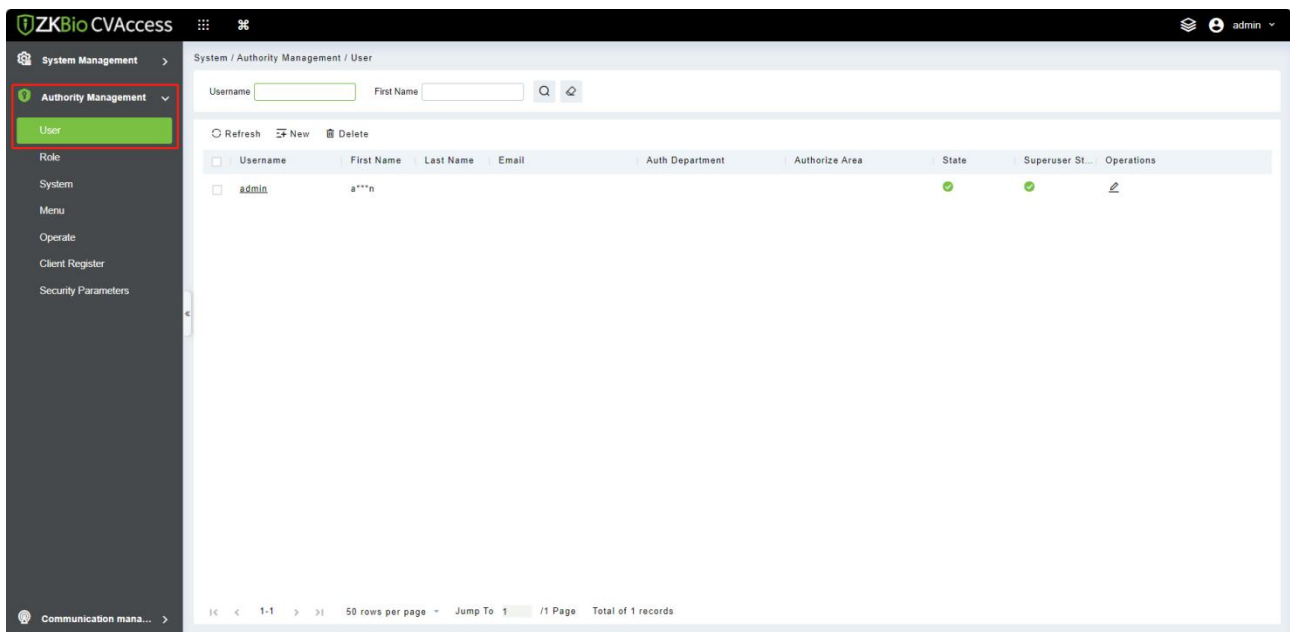 ZKBio CVAccess
admin
System Management
Authority Management
User
Role
System
Menu
Operate
Client Register
Security Parameters
Communication mana...
System / Authority Management / User
Username First Name
Refresh New Delete
Username First Name Last Name Email Auth Department Authorize Area State Superuser St... Operations
admin a***n
1-1 50 rows per page Jump To 1 /1 Page Total of 1 records